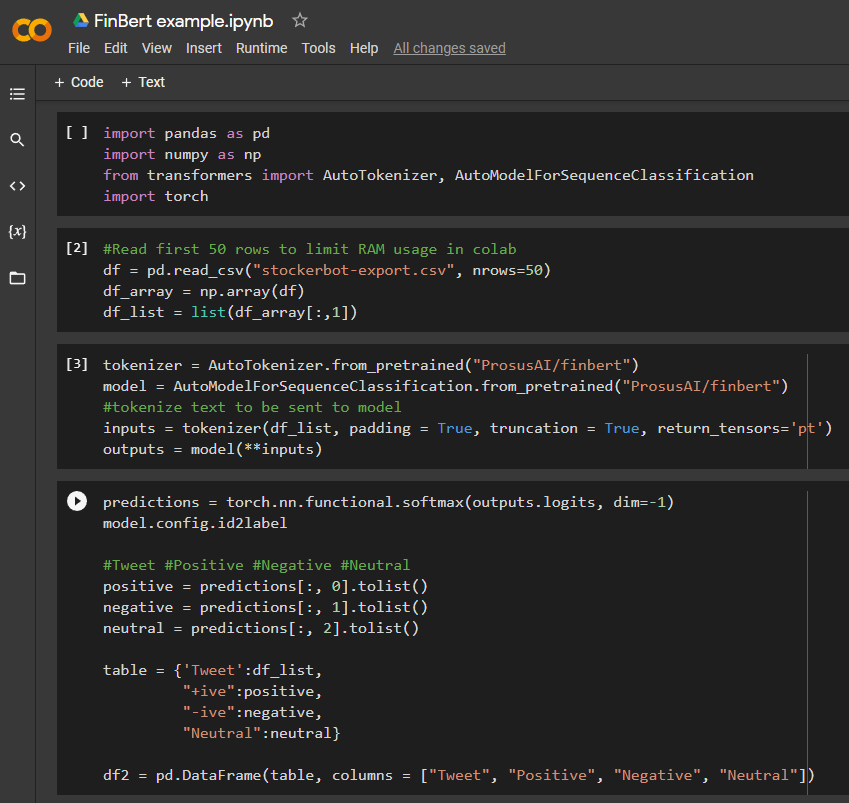 FinBert example.ipynb
File Edit View Insert Runtime Tools Help All changes saved
+ Code + Text
[ ] import pandas as pd
import numpy as np
from transformers import AutoTokenizer, AutoModelForSequenceClassification
import torch
[2] #Read first 50 rows to limit RAM usage in colab
df = pd.read_csv("stockerbot-export.csv", nrows=50)
df_array = np.array(df)
df_list = list(df_array[:,1])
[3] tokenizer = AutoTokenizer.from_pretrained("ProsusAI/finbert")
model = AutoModelForSequenceClassification.from_pretrained("ProsusAI/finbert")
#tokenize text to be sent to model
inputs = tokenizer(df_list, padding = True, truncation = True, return_tensors='pt')
outputs = model(**inputs)
predictions = torch.nn.functional.softmax(outputs.logits, dim=-1)
model.config.id2label
#Tweet #Positive #Negative #Neutral
positive = predictions[:, 0].tolist()
negative = predictions[:, 1].tolist()
neutral = predictions[:, 2].tolist()
table = {'Tweet':df_list,
"+ive":positive,
"-ive":negative,
"Neutral":neutral}
df2 = pd.DataFrame(table, columns = ["Tweet", "Positive", "Negative", "Neutral"])